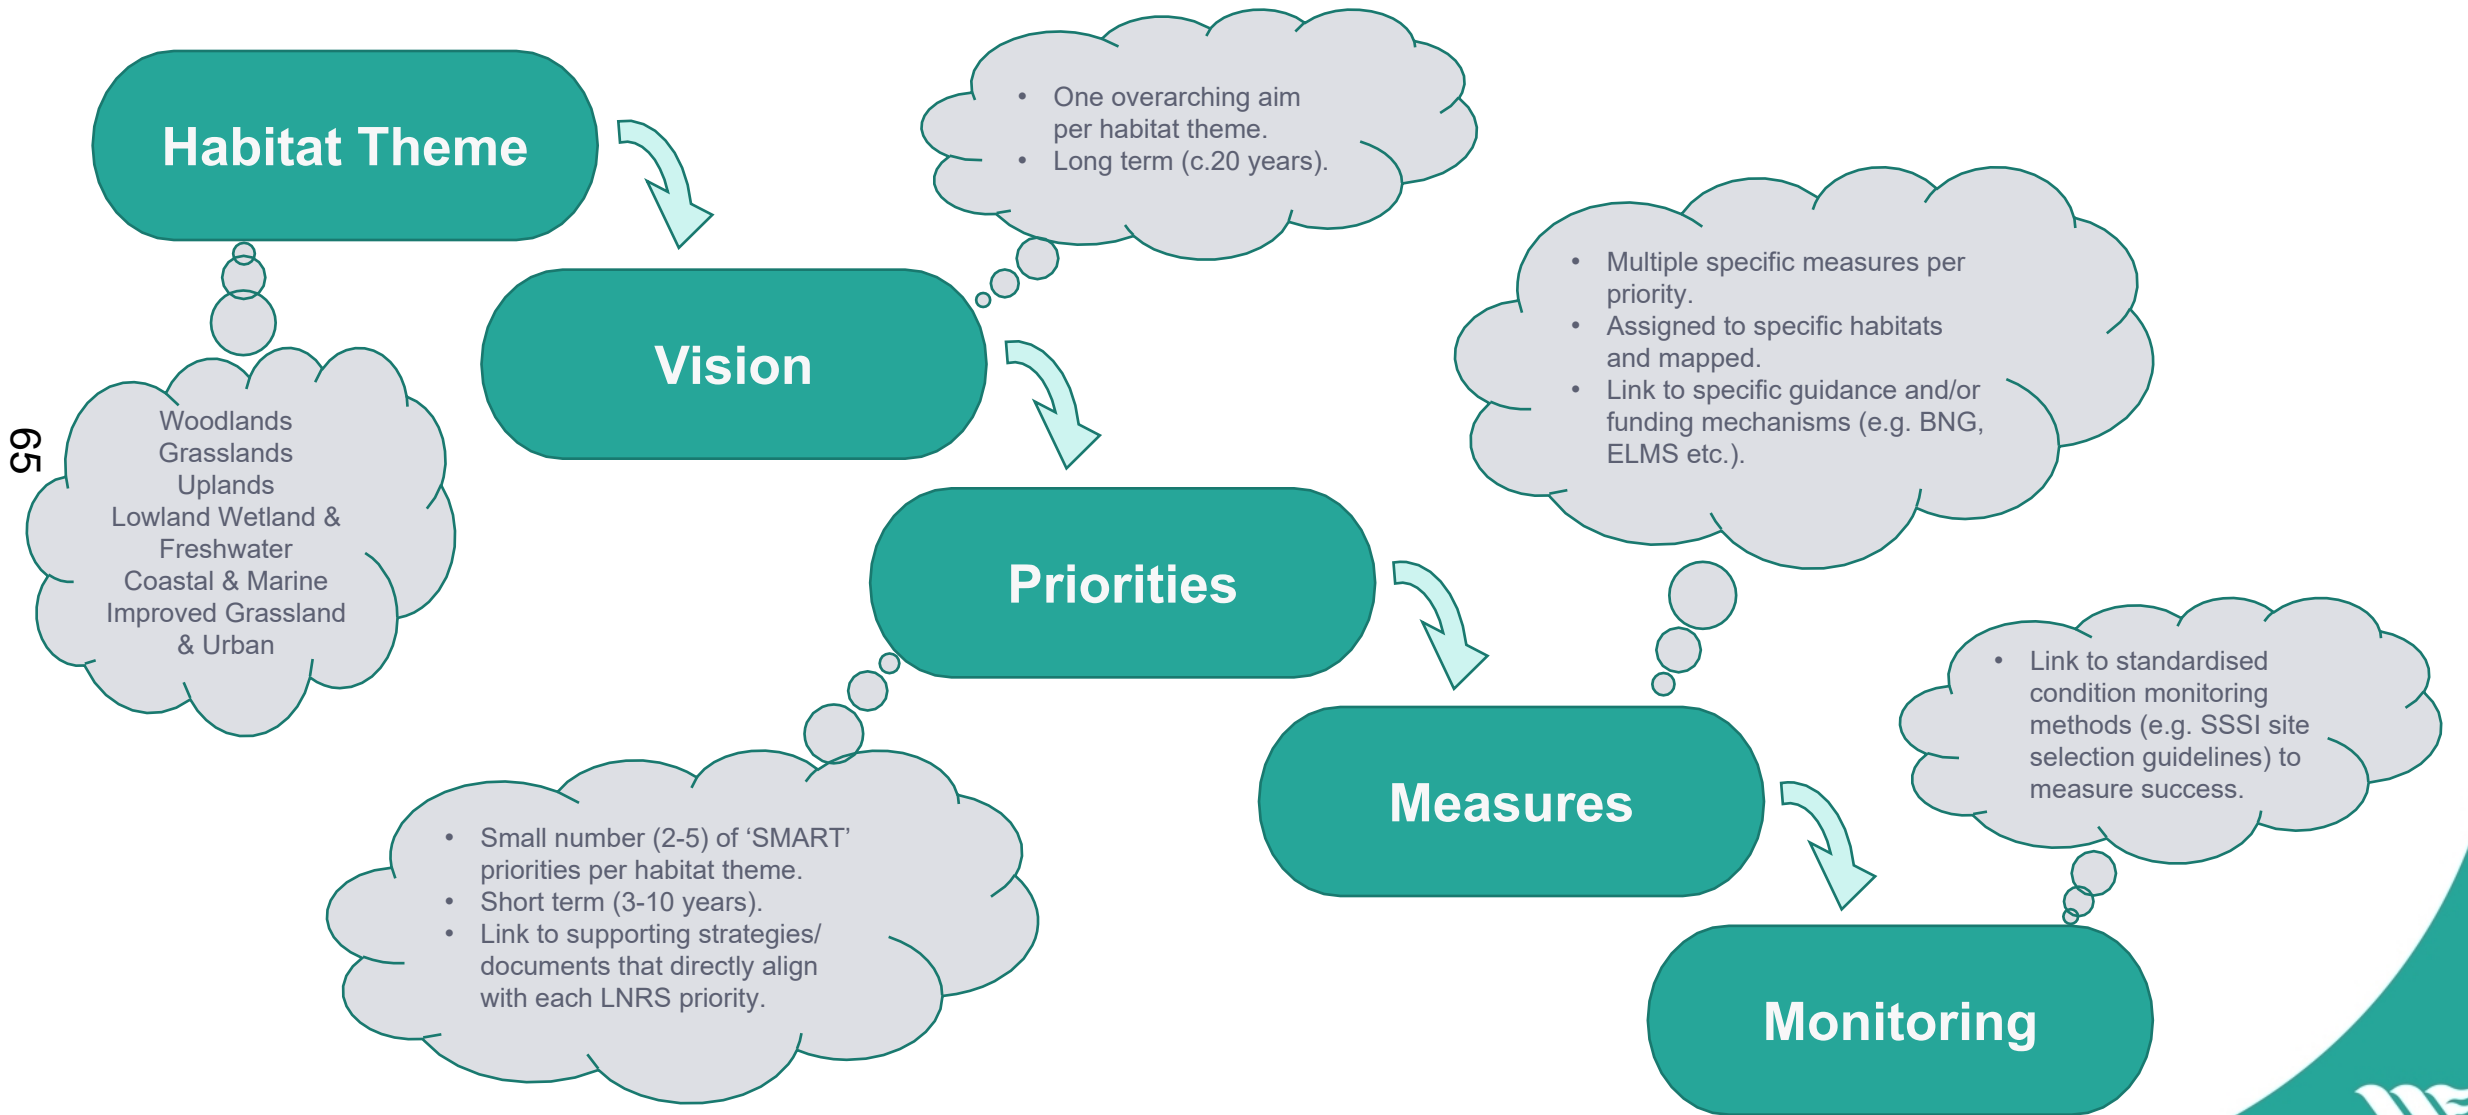 Habitat Theme
Woodlands
Grasslands
Uplands
Lowland Wetland &
Freshwater
Coastal & Marine
Improved Grassland
& Urban
Vision
• One overarching aim
per habitat theme.
• Long term (c.20 years).
Priorities
• Small number (2-5) of ‘SMART’
priorities per habitat theme.
• Short term (3-10 years).
• Link to supporting strategies/
documents that directly align
with each LNRS priority.
Measures
• Multiple specific measures per
priority.
• Assigned to specific habitats
and mapped.
• Link to specific guidance and/or
funding mechanisms (e.g. BNG,
ELMS etc.).
Monitoring
• Link to standardised
condition monitoring
methods (e.g. SSSI site
selection guidelines) to
measure success.
65